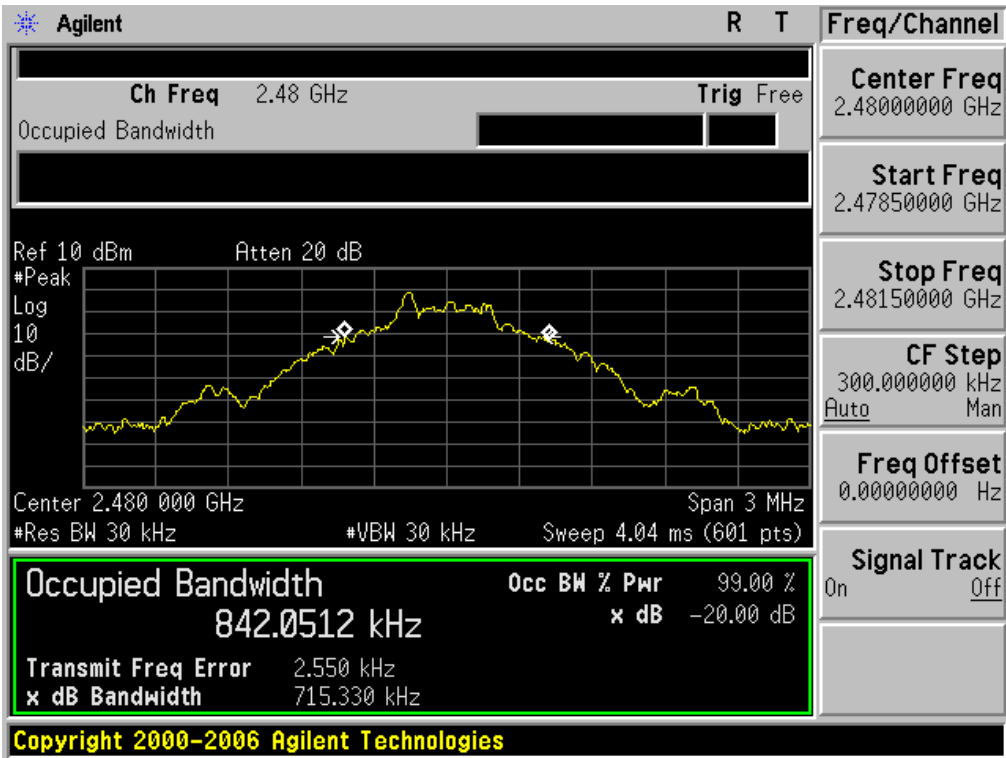 Agilent R T
Freq/Channel
Ch Freq 2.48 GHz Trig Free
Occupied Bandwidth
Center Freq
2.48000000 GHz
Start Freq
2.47850000 GHz
Stop Freq
2.48150000 GHz
CF Step
300.000000 kHz
Auto Man
Freq Offset
0.00000000 Hz
Signal Track
On Off
Ref 10 dBm Atten 20 dB
#Peak
Log
10
dB/
Center 2.480 000 GHz Span 3 MHz
#Res BW 30 kHz #VBW 30 kHz Sweep 4.04 ms (601 pts)
Occupied Bandwidth
842.0512 kHz
Occ BW % Pwr 99.00 %
x dB -20.00 dB
Transmit Freq Error 2.550 kHz
x dB Bandwidth 715.330 kHz
Copyright 2000-2006 Agilent Technologies